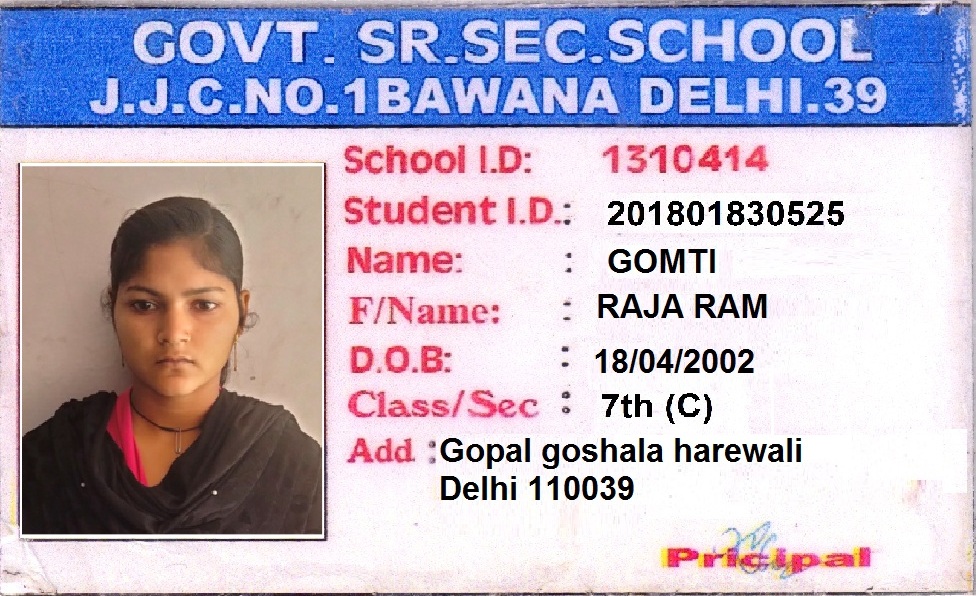 GOVT. SR.SEC.SCHOOL
J.J.C.NO.1BAWANA DELHI.39
School I.D: 1310414
Student I.D.: 201801830525
Name: : GOMTI
F/Name: : RAJA RAM
D.O.B: : 18/04/2002
Class/Sec : 7th (C)
Add :Gopal goshala harewali
Delhi 110039
Pricipal